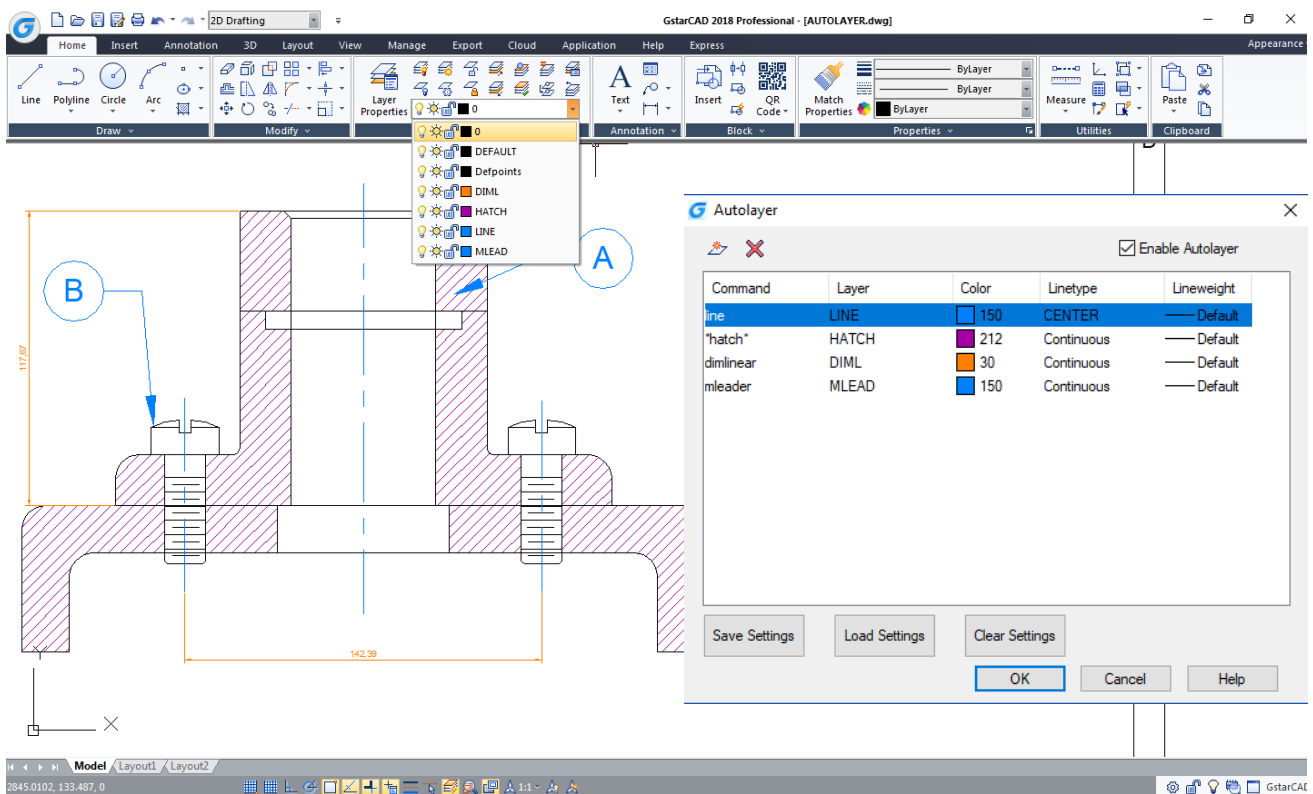 2D Drafting
GstarCAD 2018 Professional - [AUTOLAYER.dwg]
Home Insert Annotation 3D Layout View Manage Export Cloud Application Help Express Appearance
Line Polyline Circle Arc
Layer Properties
0
A Text
Insert
QR Code
Match Properties
ByLayer
ByLayer
ByLayer
Measure
Paste
Draw Modify Annotation Block Properties Utilities Clipboard
0
DEFAULT
Defpoints
DIML
HATCH
LINE
MLEAD
A
B
117,67
142,39
Y
X
Autolayer
Enable Autolayer
Command Layer Color Linetype Lineweight
line LINE 150 CENTER Default
*hatch* HATCH 212 Continuous Default
dimlinear DIML 30 Continuous Default
mleader MLEAD 150 Continuous Default
Save Settings Load Settings Clear Settings
OK Cancel Help
Model Layout1 Layout2
2845.0102, 133.487, 0
1:1
GstarCAD